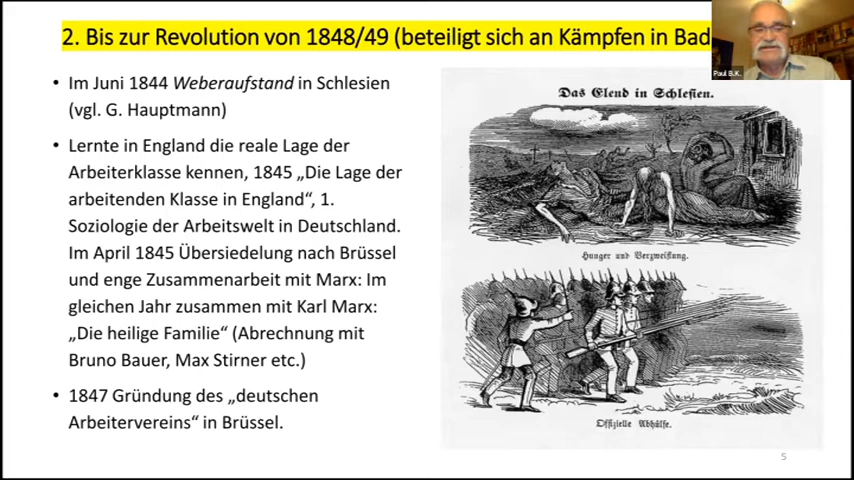 2. Bis zur Revolution von 1848/49 (beteiligt sich an Kämpfen in Bad
Paul B.K.
• Im Juni 1844 Weberaufstand in Schlesien
(vgl. G. Hauptmann)
• Lernte in England die reale Lage der
Arbeiterklasse kennen, 1845 „Die Lage der
arbeitenden Klasse in England“, 1.
Soziologie der Arbeitswelt in Deutschland.
Im April 1845 Übersiedelung nach Brüssel
und enge Zusammenarbeit mit Marx: Im
gleichen Jahr zusammen mit Karl Marx:
„Die heilige Familie“ (Abrechnung mit
Bruno Bauer, Max Stirner etc.)
• 1847 Gründung des „deutschen
Arbeitervereins“ in Brüssel.
Das Elend in Schlesien.
Hunger und Verzweiflung.
Offizielle Abhülfe.
5